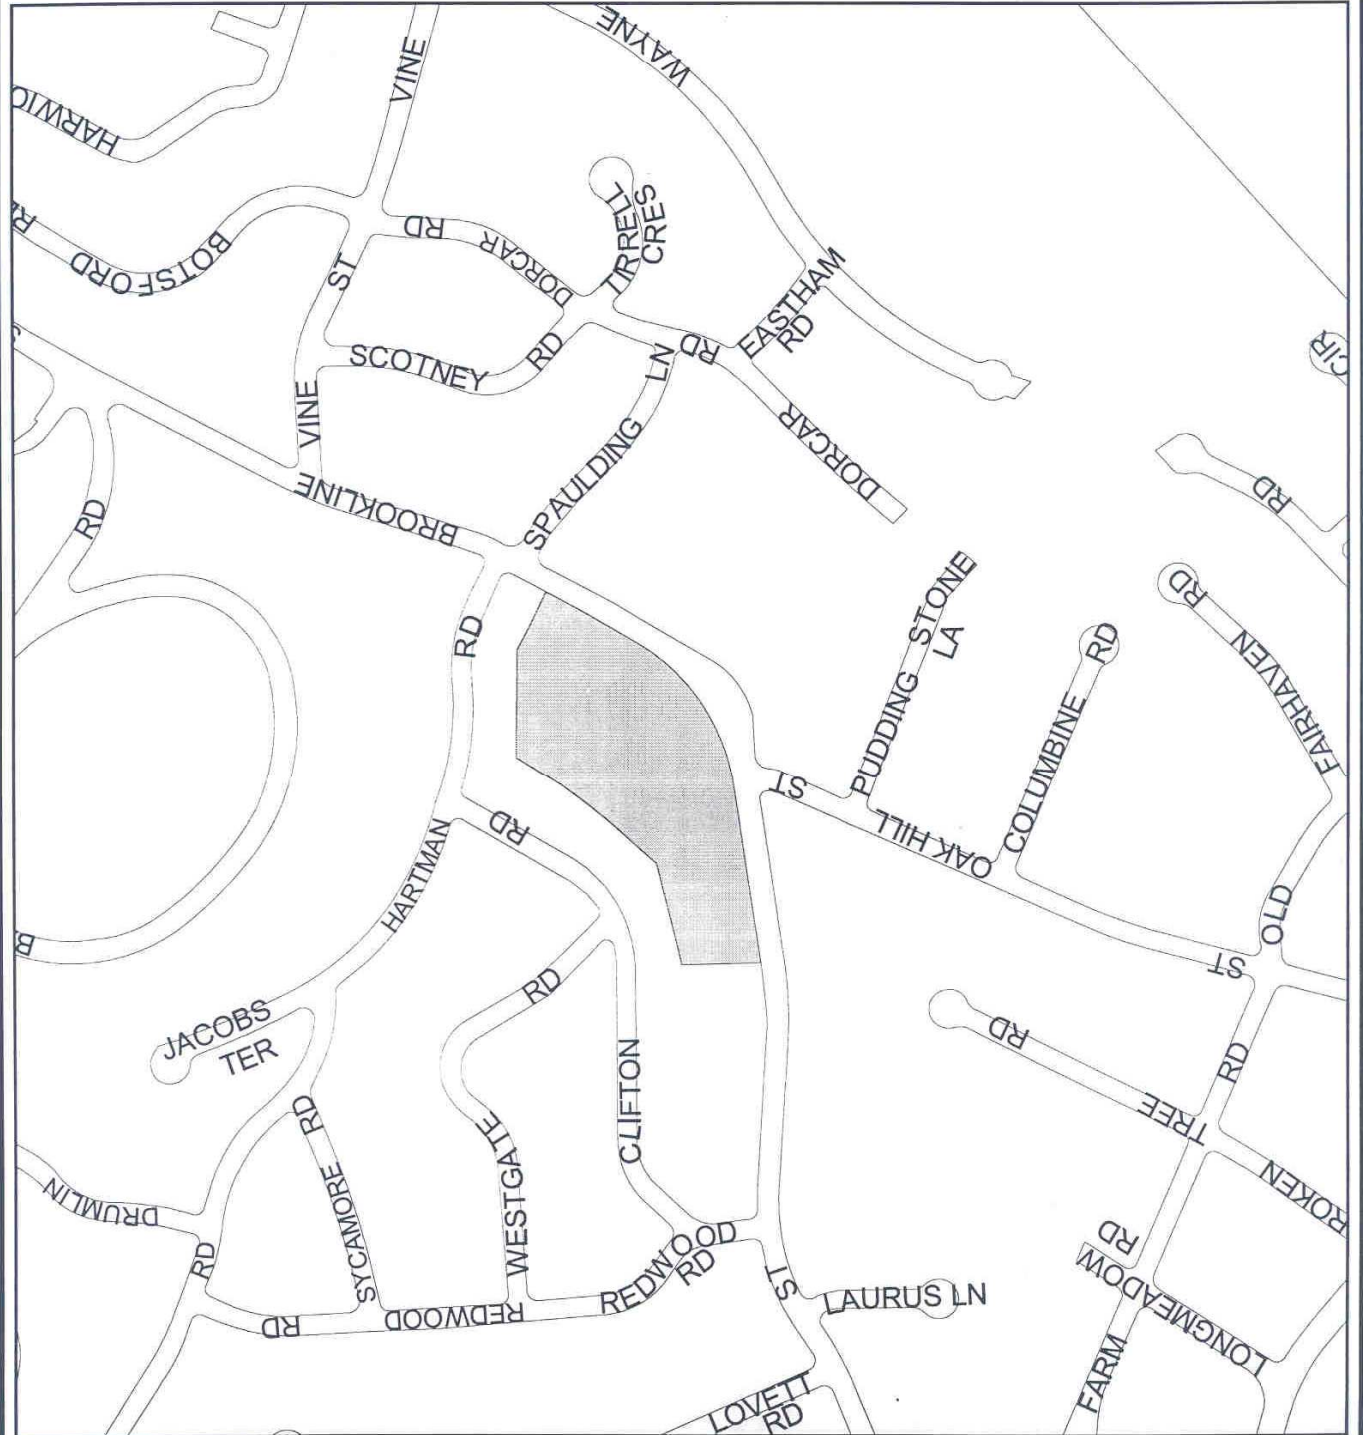 WAYNE
VINE
HARWIC
TIRRELL
CRES
RD
BOTSFORD
DORCAR RD
ST
EASTHAM
RD
SCOTNEY RD
LN
RD
CIR
VINE
SPAULDING
DORCAR
BROOKLINE
RD
RD
STONE
PUDDING
LA
RD
RD
RD
FAIRHAVEN
COLUMBINE
ST
OAK HILL
RD
HARTMAN
OLD
ST
RD
JACOBS
TER
RD
RD
CLIFTON
TREE
RD
WESTGATE
SYCAMORE
ROKEN
DRUMLIN
RD
REDWOOD
RD
RD
LONGMEADOW
ST
LAURUS LN
REDWOOD
RD
FARM
LOVETT
RD